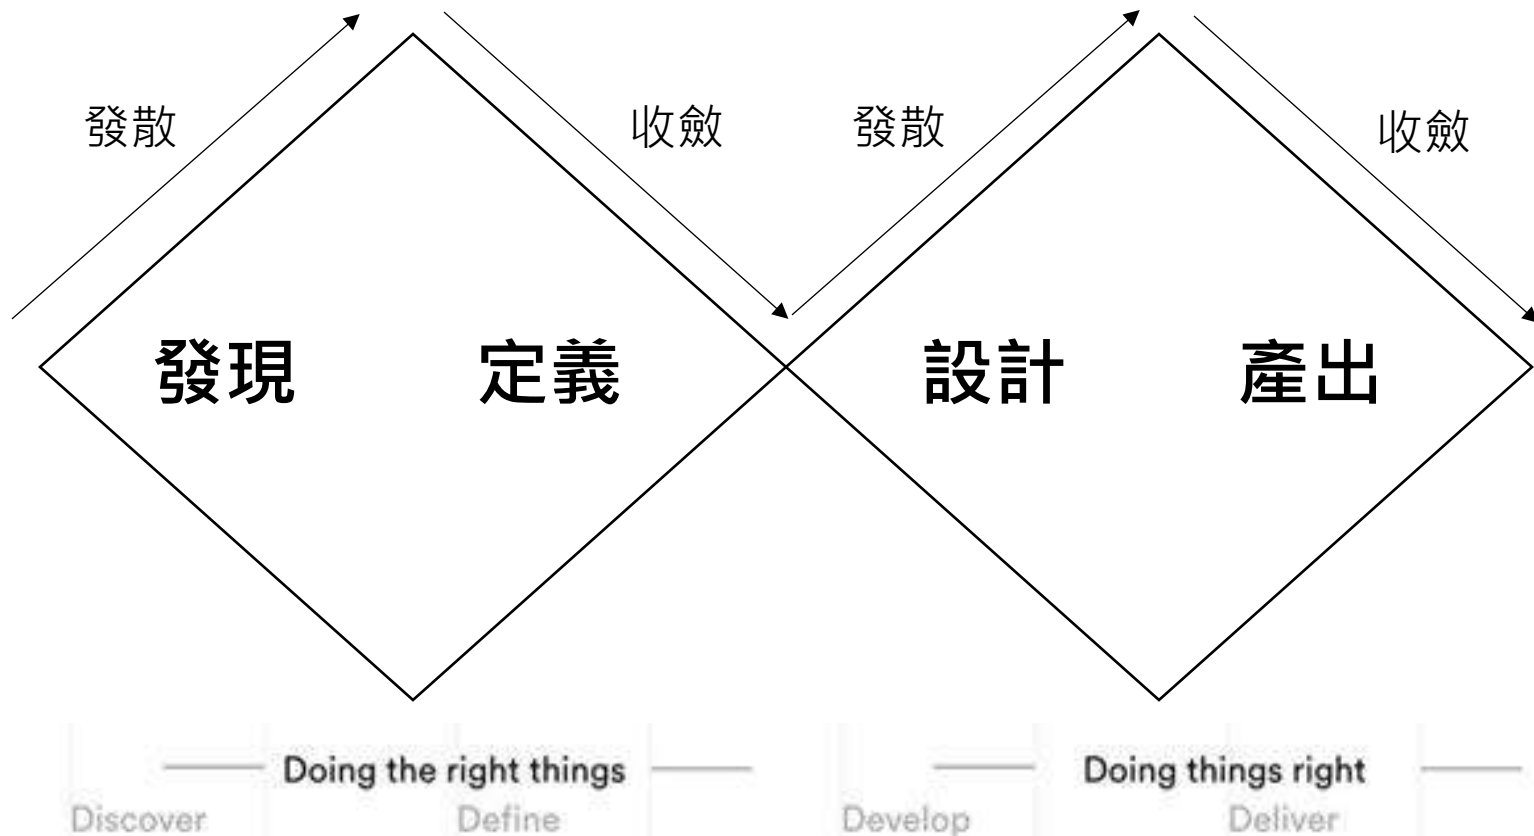 發散
收斂
發散
收斂
發現
定義
設計
產出
Doing the right things
Doing things right
Discover
Define
Develop
Deliver